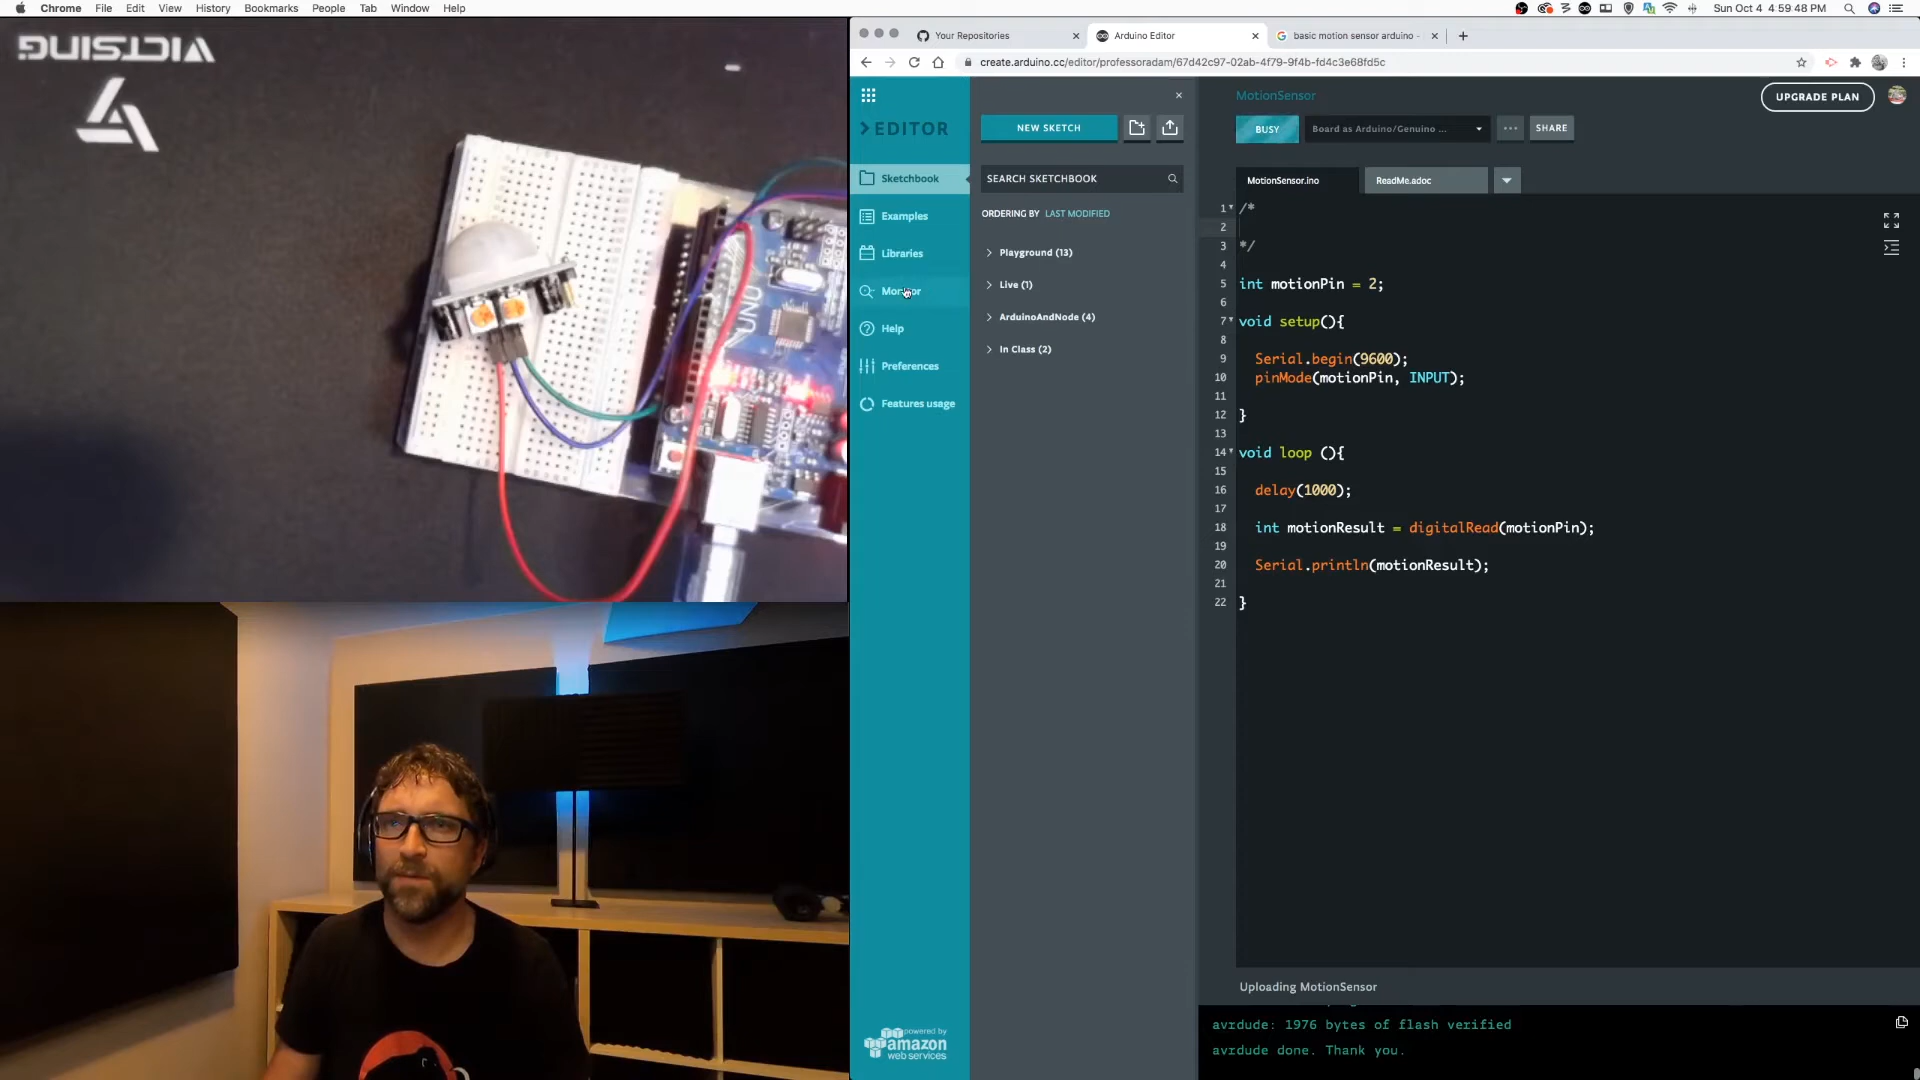 Chrome File Edit View History Bookmarks People Tab Window Help
Sun Oct 4 4:59:48 PM
VICTSING
Your Repositories
Arduino Editor
basic motion sensor arduino -
create.arduino.cc/editor/professoradam/67d42c97-02ab-4f79-9f4b-fd4c3e68fd5c
EDITOR
Sketchbook
Examples
Libraries
Monitor
Help
Preferences
Features usage
powered by
amazon
web services
NEW SKETCH
SEARCH SKETCHBOOK
ORDERING BY LAST MODIFIED
Playground (13)
Live (1)
ArduinoAndNode (4)
In Class (2)
MotionSensor
UPGRADE PLAN
BUSY
Board as Arduino/Genuino ...
SHARE
MotionSensor.ino
ReadMe.adoc
1 /*
2
3 */
4
5 int motionPin = 2;
6
7 void setup(){
8
9 Serial.begin(9600);
10 pinMode(motionPin, INPUT);
11
12 }
13
14 void loop (){
15
16 delay(1000);
17
18 int motionResult = digitalRead(motionPin);
19
20 Serial.println(motionResult);
21
22 }
Uploading MotionSensor
avrdude: 1976 bytes of flash verified
avrdude done. Thank you.
UNO